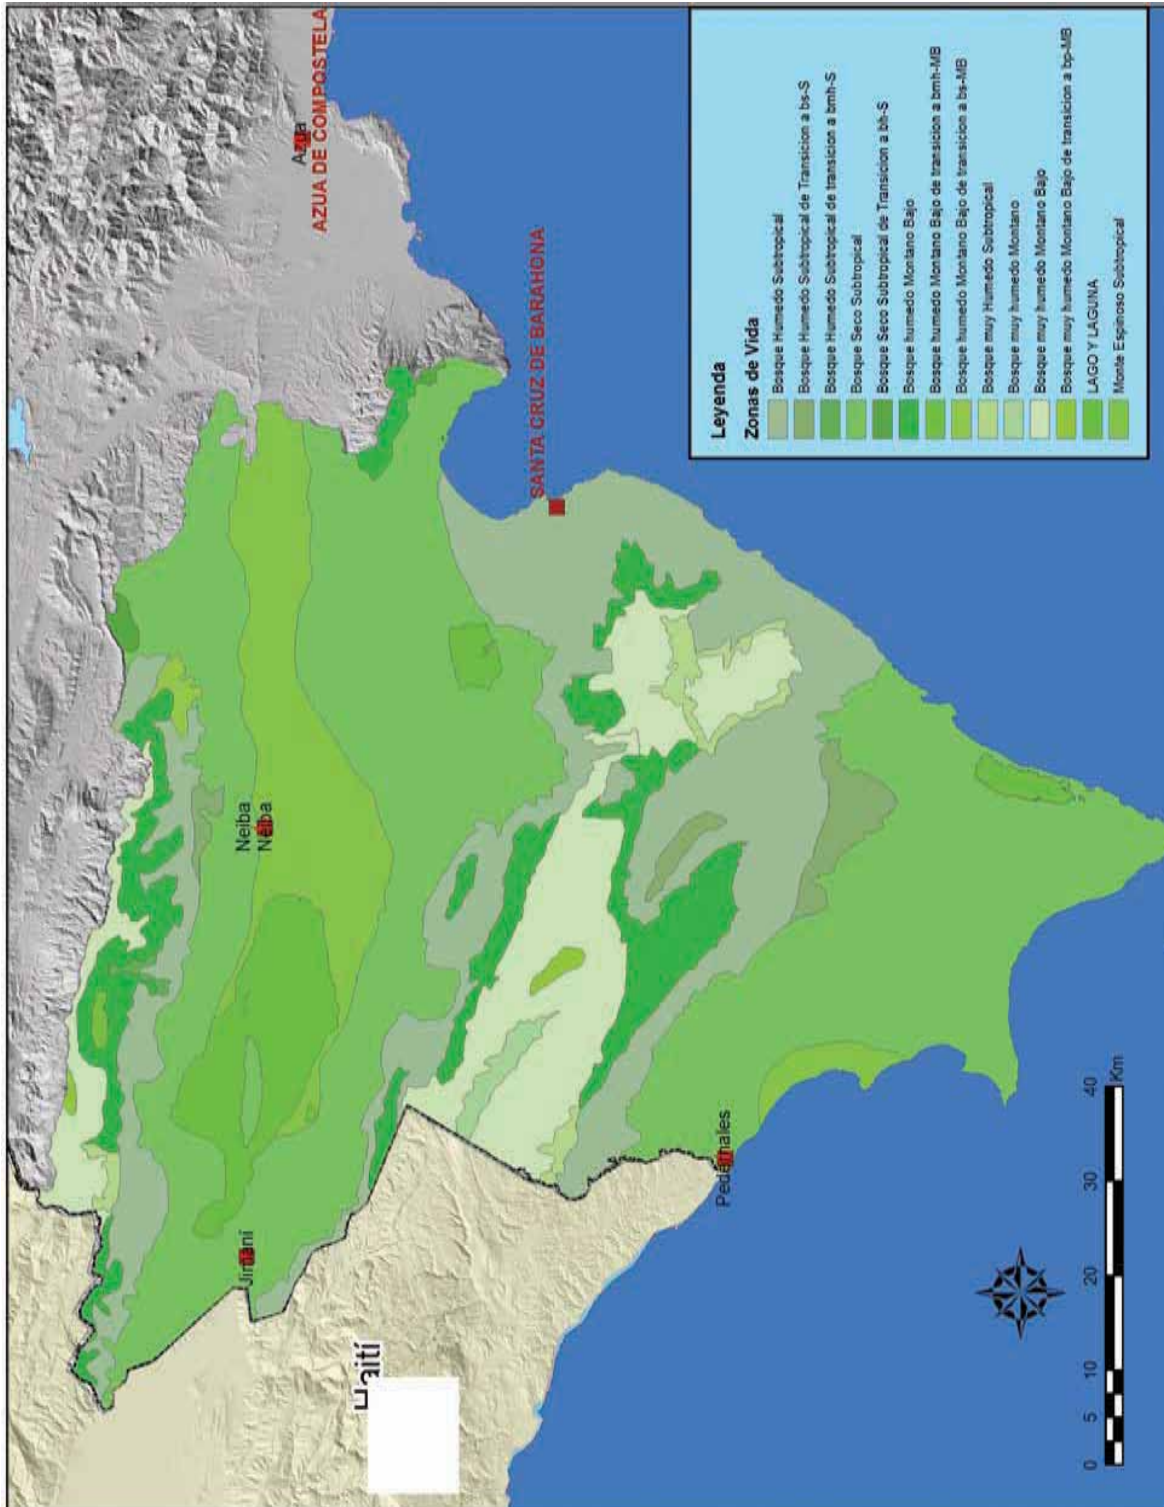 AZUA DE COMPOSTELA
Azua
SANTA CRUZ DE BARAHONA
Neiba
Neiba
Jimaní
Pedernales
Haití
Leyenda
Zonas de Vida
Bosque Humedo Subtropical
Bosque Humedo Subtropical de Transicion a bs-S
Bosque Humedo Subtropical de transicion a bmh-S
Bosque Seco Subtropical
Bosque Seco Subtropisal de Transicion a bh-S
Bosque humedo Montano Bajo
Bosque humedo Montano Bajo de transicion a bmh-MB
Bosque humedo Montano Bajo de transicion a bs-MB
Bosque muy Humedo Subtropical
Bosque muy humedo Montano
Bosque muy humedo Montano Bajo
Bosque muy humedo Montano Bajo de transicion a bp-MB
LAGO Y LAGUNA
Monte Espinoso Subtropical
0 5 10 20 30 40
Km